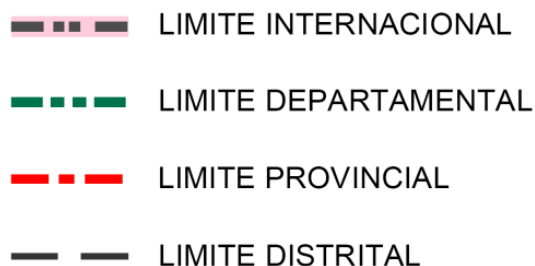 LIMITE INTERNACIONAL
LIMITE DEPARTAMENTAL
LIMITE PROVINCIAL
LIMITE DISTRITAL